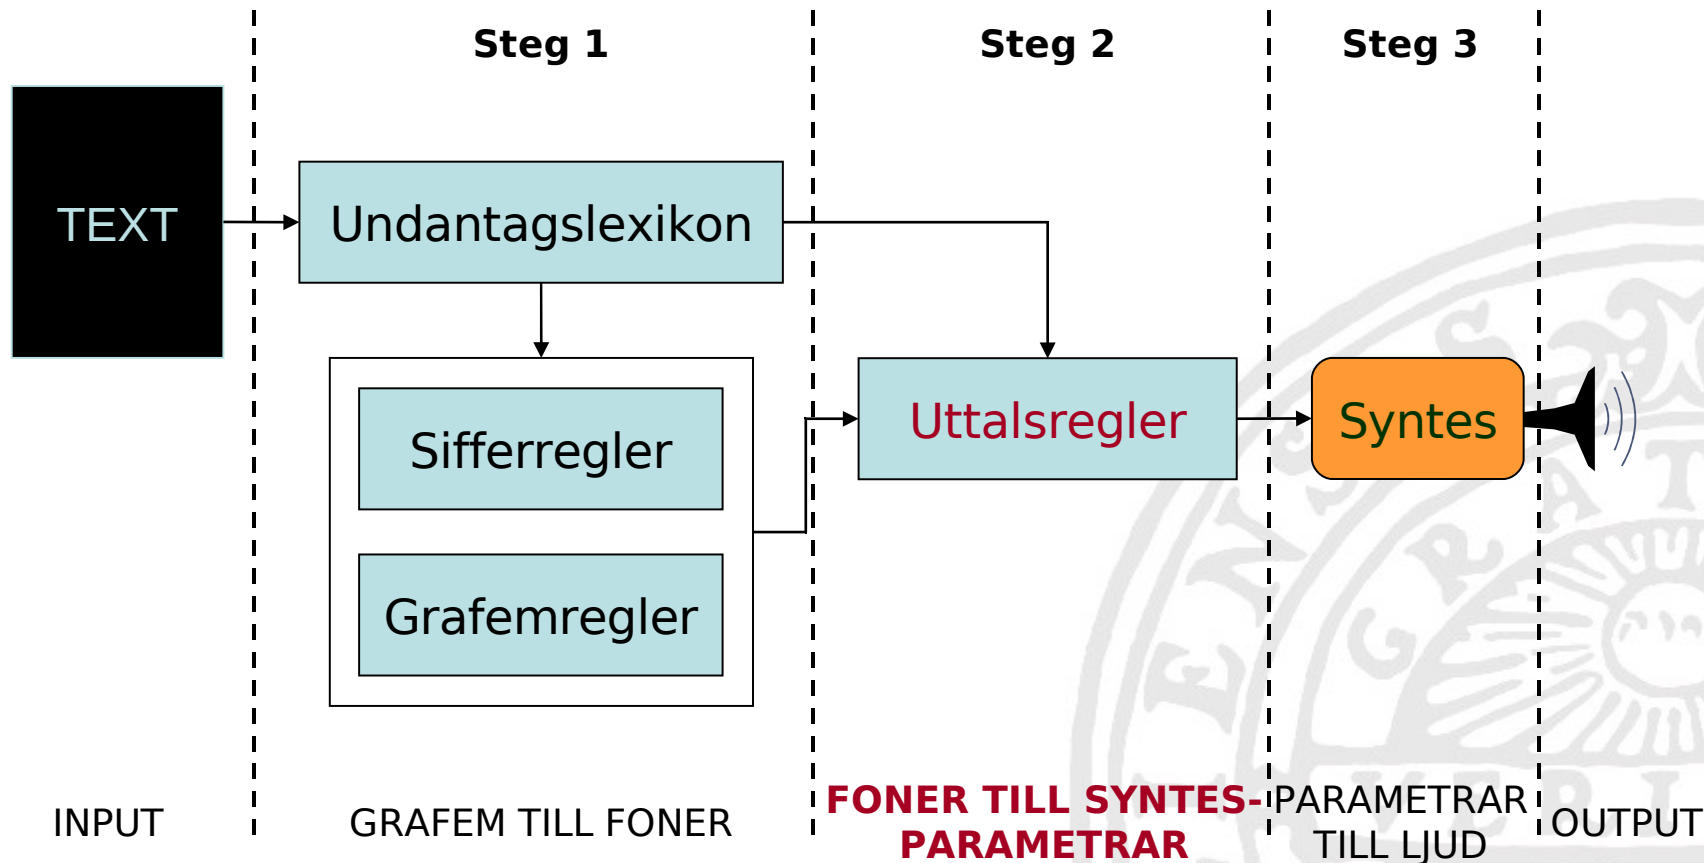 Steg 1
Steg 2
Steg 3
TEXT
Undantagslexikon
Sifferregler
Grafemregler
Uttalsregler
Syntes
INPUT
GRAFEM TILL FONER
FONER TILL SYNTES-
PARAMETRAR
PARAMETRAR
TILL LJUD
OUTPUT